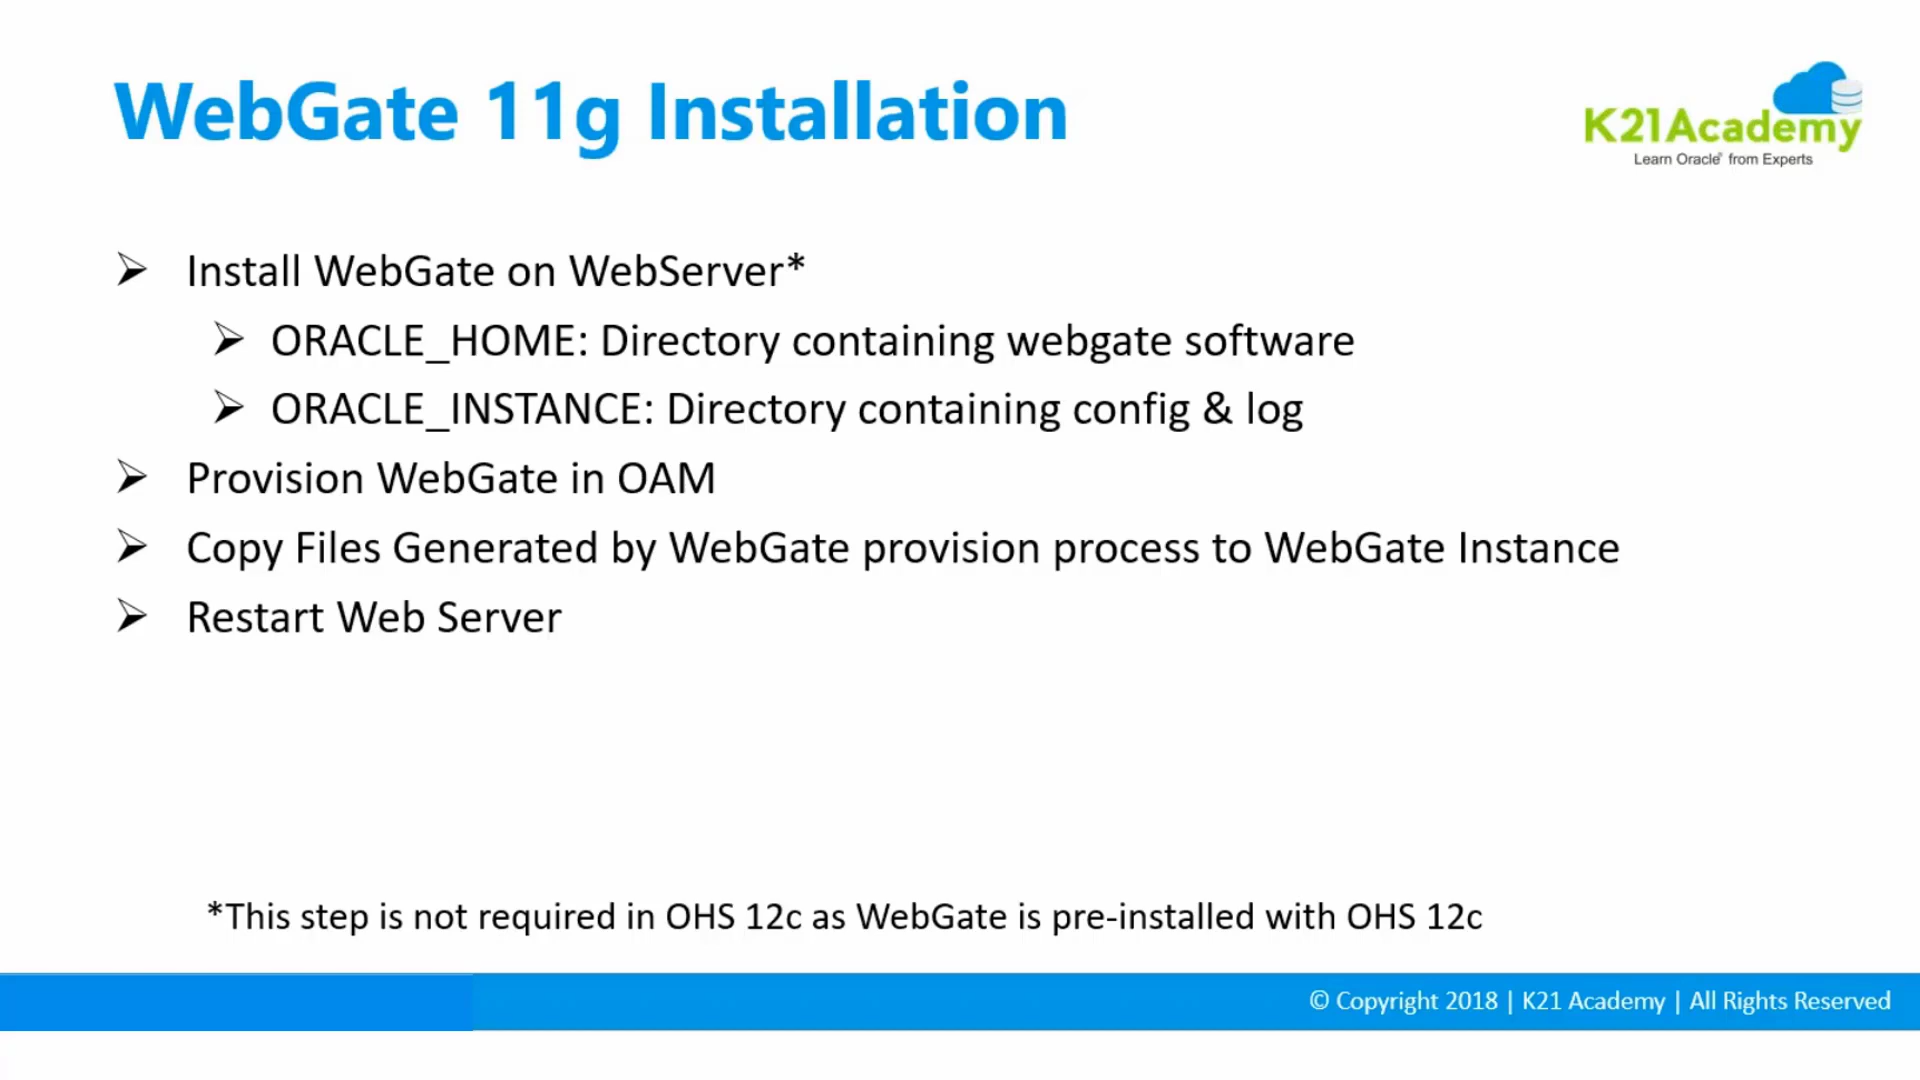 WebGate 11g Installation
K21Academy
Learn Oracle® from Experts
➢ Install WebGate on WebServer*
➢ ORACLE_HOME: Directory containing webgate software
➢ ORACLE_INSTANCE: Directory containing config & log
➢ Provision WebGate in OAM
➢ Copy Files Generated by WebGate provision process to WebGate Instance
➢ Restart Web Server
*This step is not required in OHS 12c as WebGate is pre-installed with OHS 12c
© Copyright 2018 | K21 Academy | All Rights Reserved